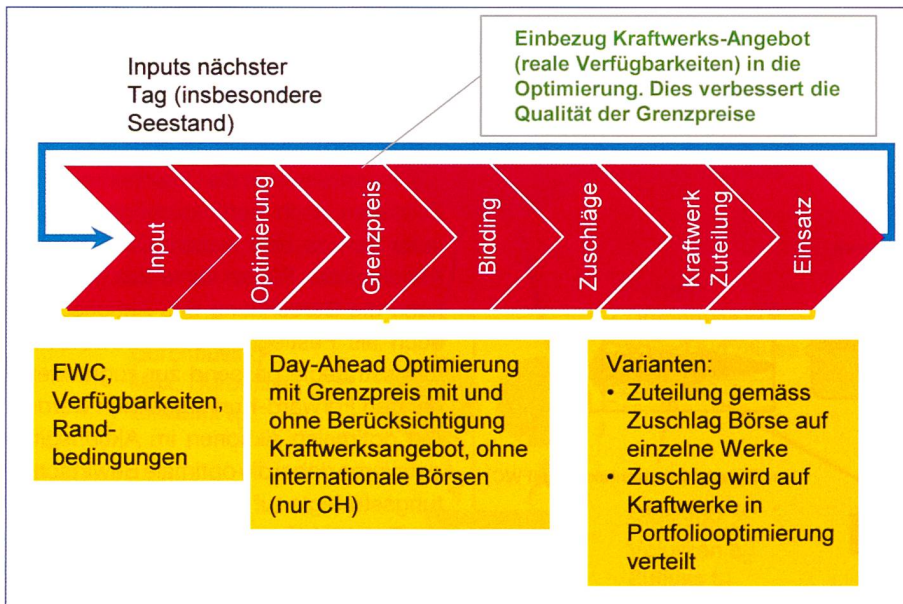 Inputs nächster
Tag (insbesondere
Seestand)
Einbezug Kraftwerks-Angebot
(reale Verfügbarkeiten) in die
Optimierung. Dies verbessert die
Qualität der Grenzpreise
Input
Optimierung
Grenzpreis
Bidding
Zuschläge
Kraftwerk
Zuteilung
Einsatz
FWC,
Verfügbarkeiten,
Rand-
bedingungen
Day-Ahead Optimierung
mit Grenzpreis mit und
ohne Berücksichtigung
Kraftwerksangebot, ohne
internationale Börsen
(nur CH)
Varianten:
• Zuteilung gemäss
Zuschlag Börse auf
einzelne Werke
• Zuschlag wird auf
Kraftwerke in
Portfoliooptimierung
verteilt